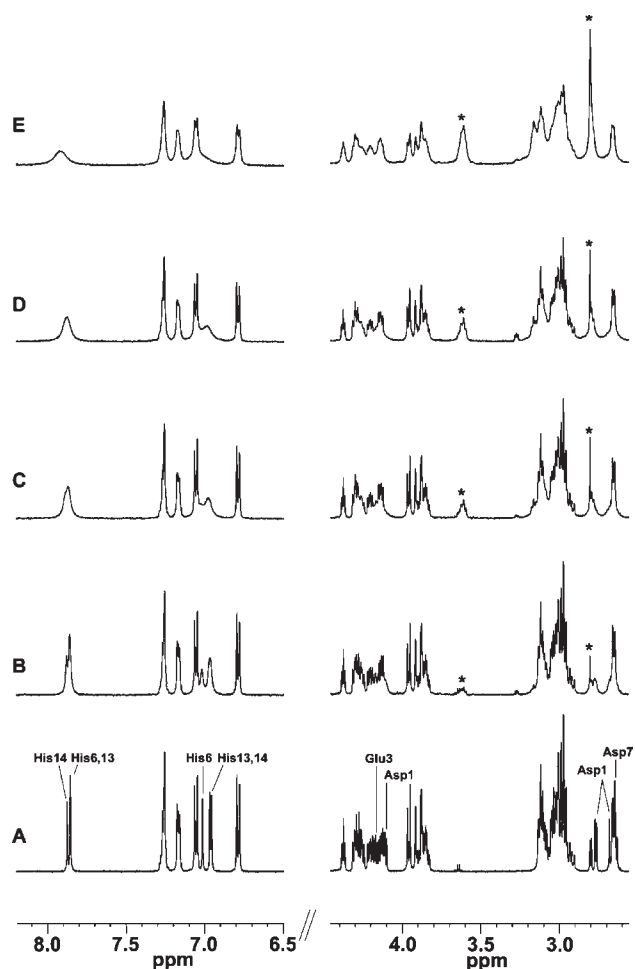 *
E
*
*
D
*
*
C
*
*
B
*
*
His14 His6,13
His6
His13,14
Glu3
Asp1
Asp1
Asp7
A
8.0 7.5 7.0 6.5 // 4.0 3.5 3.0
ppm ppm